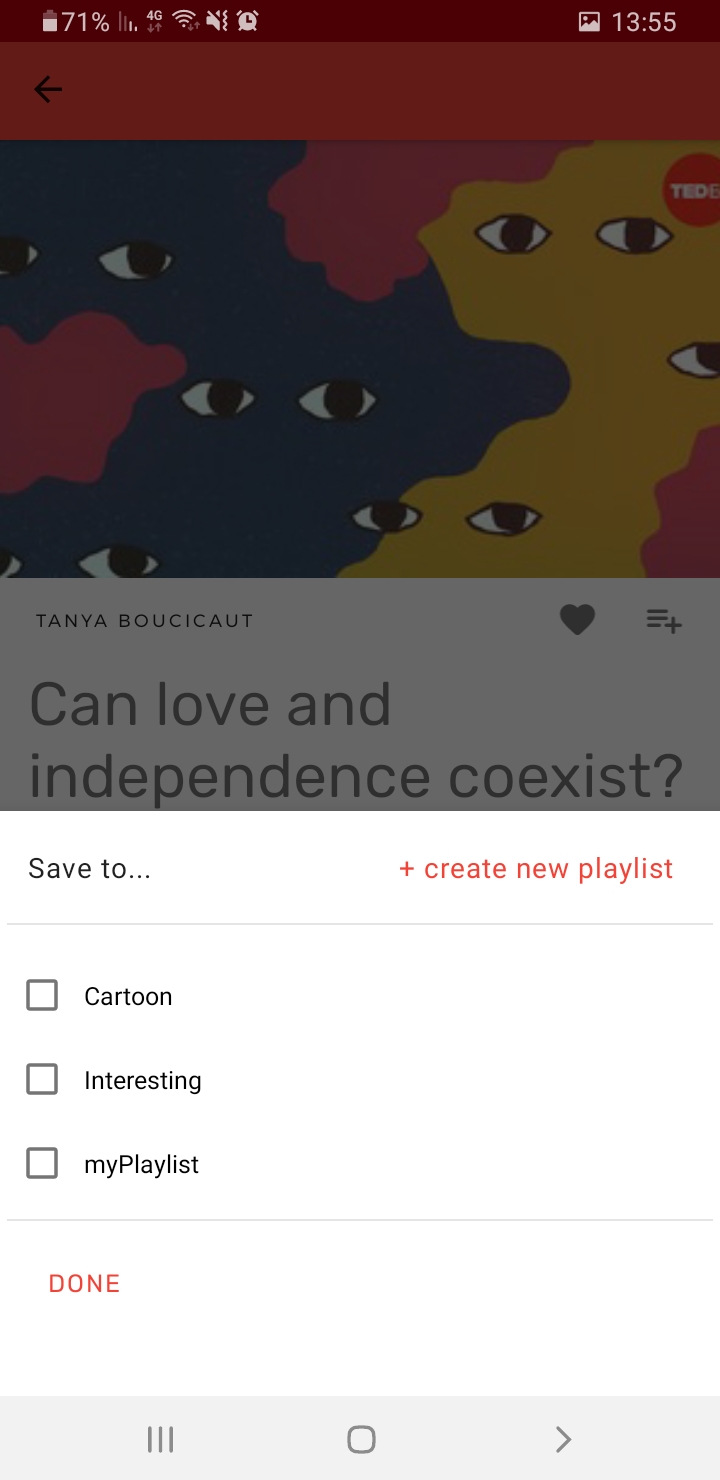 71% 4G 13:55
TED
TANYA BOUCICAUT
Can love and
independence coexist?
Save to...
+ create new playlist
Cartoon
Interesting
myPlaylist
DONE